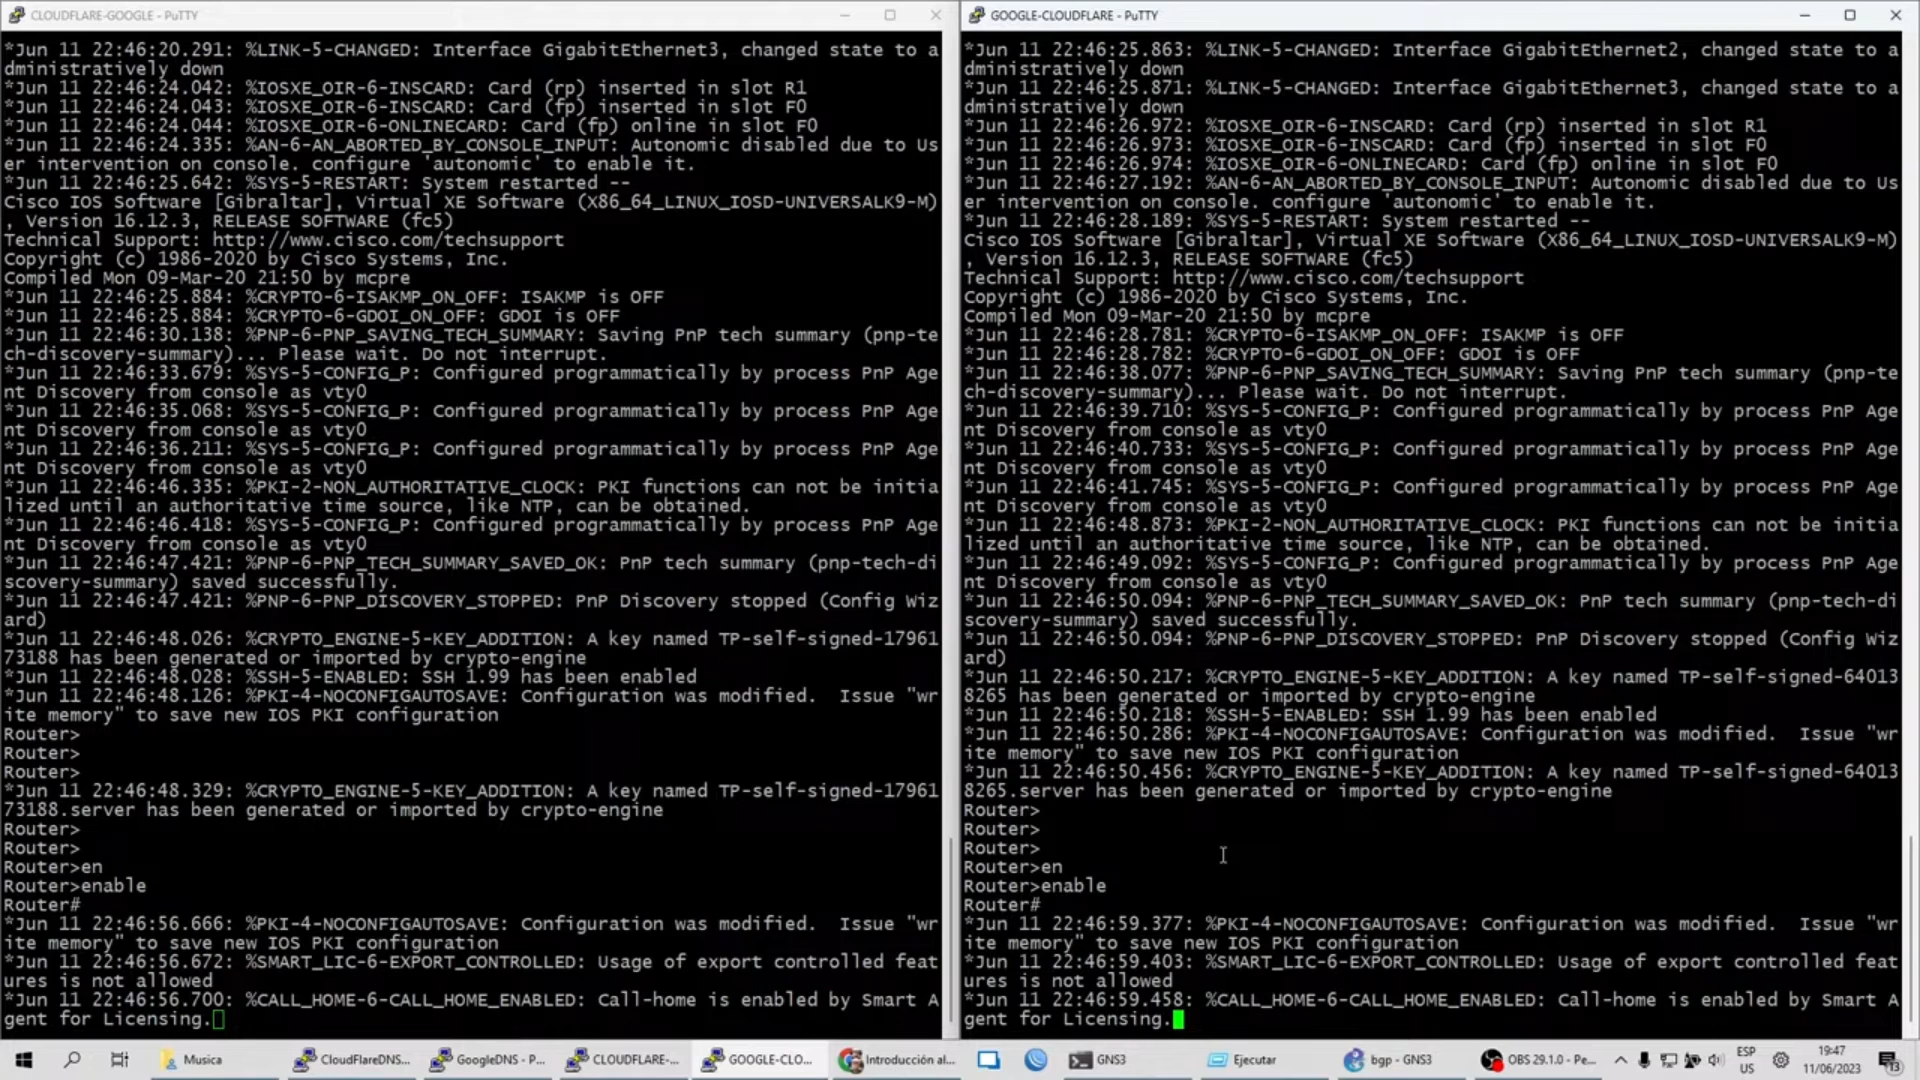 CLOUDFLARE-GOOGLE - PuTTY
*Jun 11 22:46:20.291: %LINK-5-CHANGED: Interface GigabitEthernet3, changed state to a
dministratively down
*Jun 11 22:46:24.042: %IOSXE_OIR-6-INSCARD: Card (rp) inserted in slot R1
*Jun 11 22:46:24.043: %IOSXE_OIR-6-INSCARD: Card (fp) inserted in slot F0
*Jun 11 22:46:24.044: %IOSXE_OIR-6-ONLINECARD: Card (fp) online in slot F0
*Jun 11 22:46:24.335: %AN-6-AN_ABORTED_BY_CONSOLE_INPUT: Autonomic disabled due to Us
er intervention on console. configure 'autonomic' to enable it.
*Jun 11 22:46:25.642: %SYS-5-RESTART: System restarted --
Cisco IOS Software [Gibraltar], Virtual XE Software (X86_64_LINUX_IOSD-UNIVERSALK9-M)
, Version 16.12.3, RELEASE SOFTWARE (fc5)
Technical Support: http://www.cisco.com/techsupport
Copyright (c) 1986-2020 by Cisco Systems, Inc.
Compiled Mon 09-Mar-20 21:50 by mcpre
*Jun 11 22:46:25.884: %CRYPTO-6-ISAKMP_ON_OFF: ISAKMP is OFF
*Jun 11 22:46:25.884: %CRYPTO-6-GDOI_ON_OFF: GDOI is OFF
*Jun 11 22:46:30.138: %PNP-6-PNP_SAVING_TECH_SUMMARY: Saving PnP tech summary (pnp-te
ch-discovery-summary)... Please wait. Do not interrupt.
*Jun 11 22:46:33.679: %SYS-5-CONFIG_P: Configured programmatically by process PnP Age
nt Discovery from console as vty0
*Jun 11 22:46:35.068: %SYS-5-CONFIG_P: Configured programmatically by process PnP Age
nt Discovery from console as vty0
*Jun 11 22:46:36.211: %SYS-5-CONFIG_P: Configured programmatically by process PnP Age
nt Discovery from console as vty0
*Jun 11 22:46:46.335: %PKI-2-NON_AUTHORITATIVE_CLOCK: PKI functions can not be initia
lized until an authoritative time source, like NTP, can be obtained.
*Jun 11 22:46:46.418: %SYS-5-CONFIG_P: Configured programmatically by process PnP Age
nt Discovery from console as vty0
*Jun 11 22:46:47.421: %PNP-6-PNP_TECH_SUMMARY_SAVED_OK: PnP tech summary (pnp-tech-di
scovery-summary) saved successfully.
*Jun 11 22:46:47.421: %PNP-6-PNP_DISCOVERY_STOPPED: PnP Discovery stopped (Config Wiz
ard)
*Jun 11 22:46:48.026: %CRYPTO_ENGINE-5-KEY_ADDITION: A key named TP-self-signed-17961
73188 has been generated or imported by crypto-engine
*Jun 11 22:46:48.028: %SSH-5-ENABLED: SSH 1.99 has been enabled
*Jun 11 22:46:48.126: %PKI-4-NOCONFIGAUTOSAVE: Configuration was modified.  Issue "wr
ite memory" to save new IOS PKI configuration
Router>
Router>
Router>
*Jun 11 22:46:48.329: %CRYPTO_ENGINE-5-KEY_ADDITION: A key named TP-self-signed-17961
73188.server has been generated or imported by crypto-engine
Router>
Router>
Router>en
Router>enable
Router#
*Jun 11 22:46:56.666: %PKI-4-NOCONFIGAUTOSAVE: Configuration was modified.  Issue "wr
ite memory" to save new IOS PKI configuration
*Jun 11 22:46:56.672: %SMART_LIC-6-EXPORT_CONTROLLED: Usage of export controlled feat
ures is not allowed
*Jun 11 22:46:56.700: %CALL_HOME-6-CALL_HOME_ENABLED: Call-home is enabled by Smart A
gent for Licensing.
GOOGLE-CLOUDFLARE - PuTTY
*Jun 11 22:46:25.863: %LINK-5-CHANGED: Interface GigabitEthernet2, changed state to a
dministratively down
*Jun 11 22:46:25.871: %LINK-5-CHANGED: Interface GigabitEthernet3, changed state to a
dministratively down
*Jun 11 22:46:26.972: %IOSXE_OIR-6-INSCARD: Card (rp) inserted in slot R1
*Jun 11 22:46:26.973: %IOSXE_OIR-6-INSCARD: Card (fp) inserted in slot F0
*Jun 11 22:46:26.974: %IOSXE_OIR-6-ONLINECARD: Card (fp) online in slot F0
*Jun 11 22:46:27.192: %AN-6-AN_ABORTED_BY_CONSOLE_INPUT: Autonomic disabled due to Us
er intervention on console. configure 'autonomic' to enable it.
*Jun 11 22:46:28.189: %SYS-5-RESTART: System restarted --
Cisco IOS Software [Gibraltar], Virtual XE Software (X86_64_LINUX_IOSD-UNIVERSALK9-M)
, Version 16.12.3, RELEASE SOFTWARE (fc5)
Technical Support: http://www.cisco.com/techsupport
Copyright (c) 1986-2020 by Cisco Systems, Inc.
Compiled Mon 09-Mar-20 21:50 by mcpre
*Jun 11 22:46:28.781: %CRYPTO-6-ISAKMP_ON_OFF: ISAKMP is OFF
*Jun 11 22:46:28.782: %CRYPTO-6-GDOI_ON_OFF: GDOI is OFF
*Jun 11 22:46:38.077: %PNP-6-PNP_SAVING_TECH_SUMMARY: Saving PnP tech summary (pnp-te
ch-discovery-summary)... Please wait. Do not interrupt.
*Jun 11 22:46:39.710: %SYS-5-CONFIG_P: Configured programmatically by process PnP Age
nt Discovery from console as vty0
*Jun 11 22:46:40.733: %SYS-5-CONFIG_P: Configured programmatically by process PnP Age
nt Discovery from console as vty0
*Jun 11 22:46:41.745: %SYS-5-CONFIG_P: Configured programmatically by process PnP Age
nt Discovery from console as vty0
*Jun 11 22:46:48.873: %PKI-2-NON_AUTHORITATIVE_CLOCK: PKI functions can not be initia
lized until an authoritative time source, like NTP, can be obtained.
*Jun 11 22:46:49.092: %SYS-5-CONFIG_P: Configured programmatically by process PnP Age
nt Discovery from console as vty0
*Jun 11 22:46:50.094: %PNP-6-PNP_TECH_SUMMARY_SAVED_OK: PnP tech summary (pnp-tech-di
scovery-summary) saved successfully.
*Jun 11 22:46:50.094: %PNP-6-PNP_DISCOVERY_STOPPED: PnP Discovery stopped (Config Wiz
ard)
*Jun 11 22:46:50.217: %CRYPTO_ENGINE-5-KEY_ADDITION: A key named TP-self-signed-64013
8265 has been generated or imported by crypto-engine
*Jun 11 22:46:50.218: %SSH-5-ENABLED: SSH 1.99 has been enabled
*Jun 11 22:46:50.286: %PKI-4-NOCONFIGAUTOSAVE: Configuration was modified.  Issue "wr
ite memory" to save new IOS PKI configuration
*Jun 11 22:46:50.456: %CRYPTO_ENGINE-5-KEY_ADDITION: A key named TP-self-signed-64013
8265.server has been generated or imported by crypto-engine
Router>
Router>
Router>
Router>en
Router>enable
Router#
*Jun 11 22:46:59.377: %PKI-4-NOCONFIGAUTOSAVE: Configuration was modified.  Issue "wr
ite memory" to save new IOS PKI configuration
*Jun 11 22:46:59.403: %SMART_LIC-6-EXPORT_CONTROLLED: Usage of export controlled feat
ures is not allowed
*Jun 11 22:46:59.458: %CALL_HOME-6-CALL_HOME_ENABLED: Call-home is enabled by Smart A
gent for Licensing.
Musica
CloudFlareDNS...
GoogleDNS - P...
CLOUDFLARE-...
GOOGLE-CLO...
Introducción al...
GNS3
Ejecutar
bgp - GNS3
OBS 29.1.0 - Pe...
ESP
US
19:47
11/06/2023
13